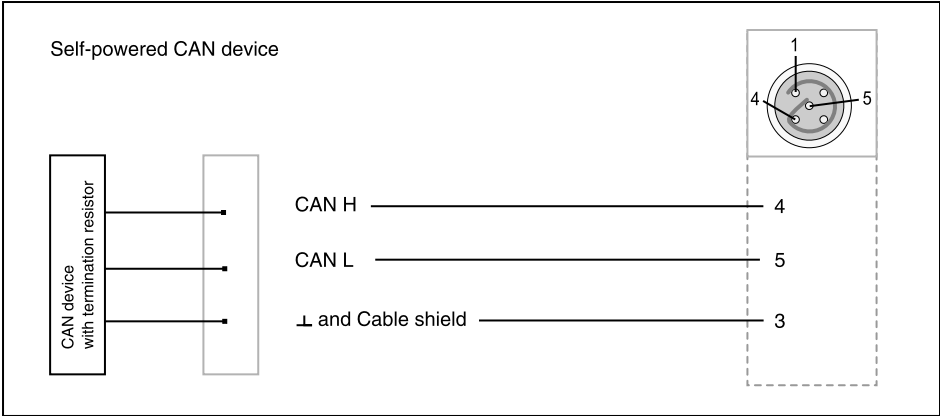 Self-powered CAN device
1
4
5
CAN device
with termination resistor
CAN H
4
CAN L
5
⊥ and Cable shield
3